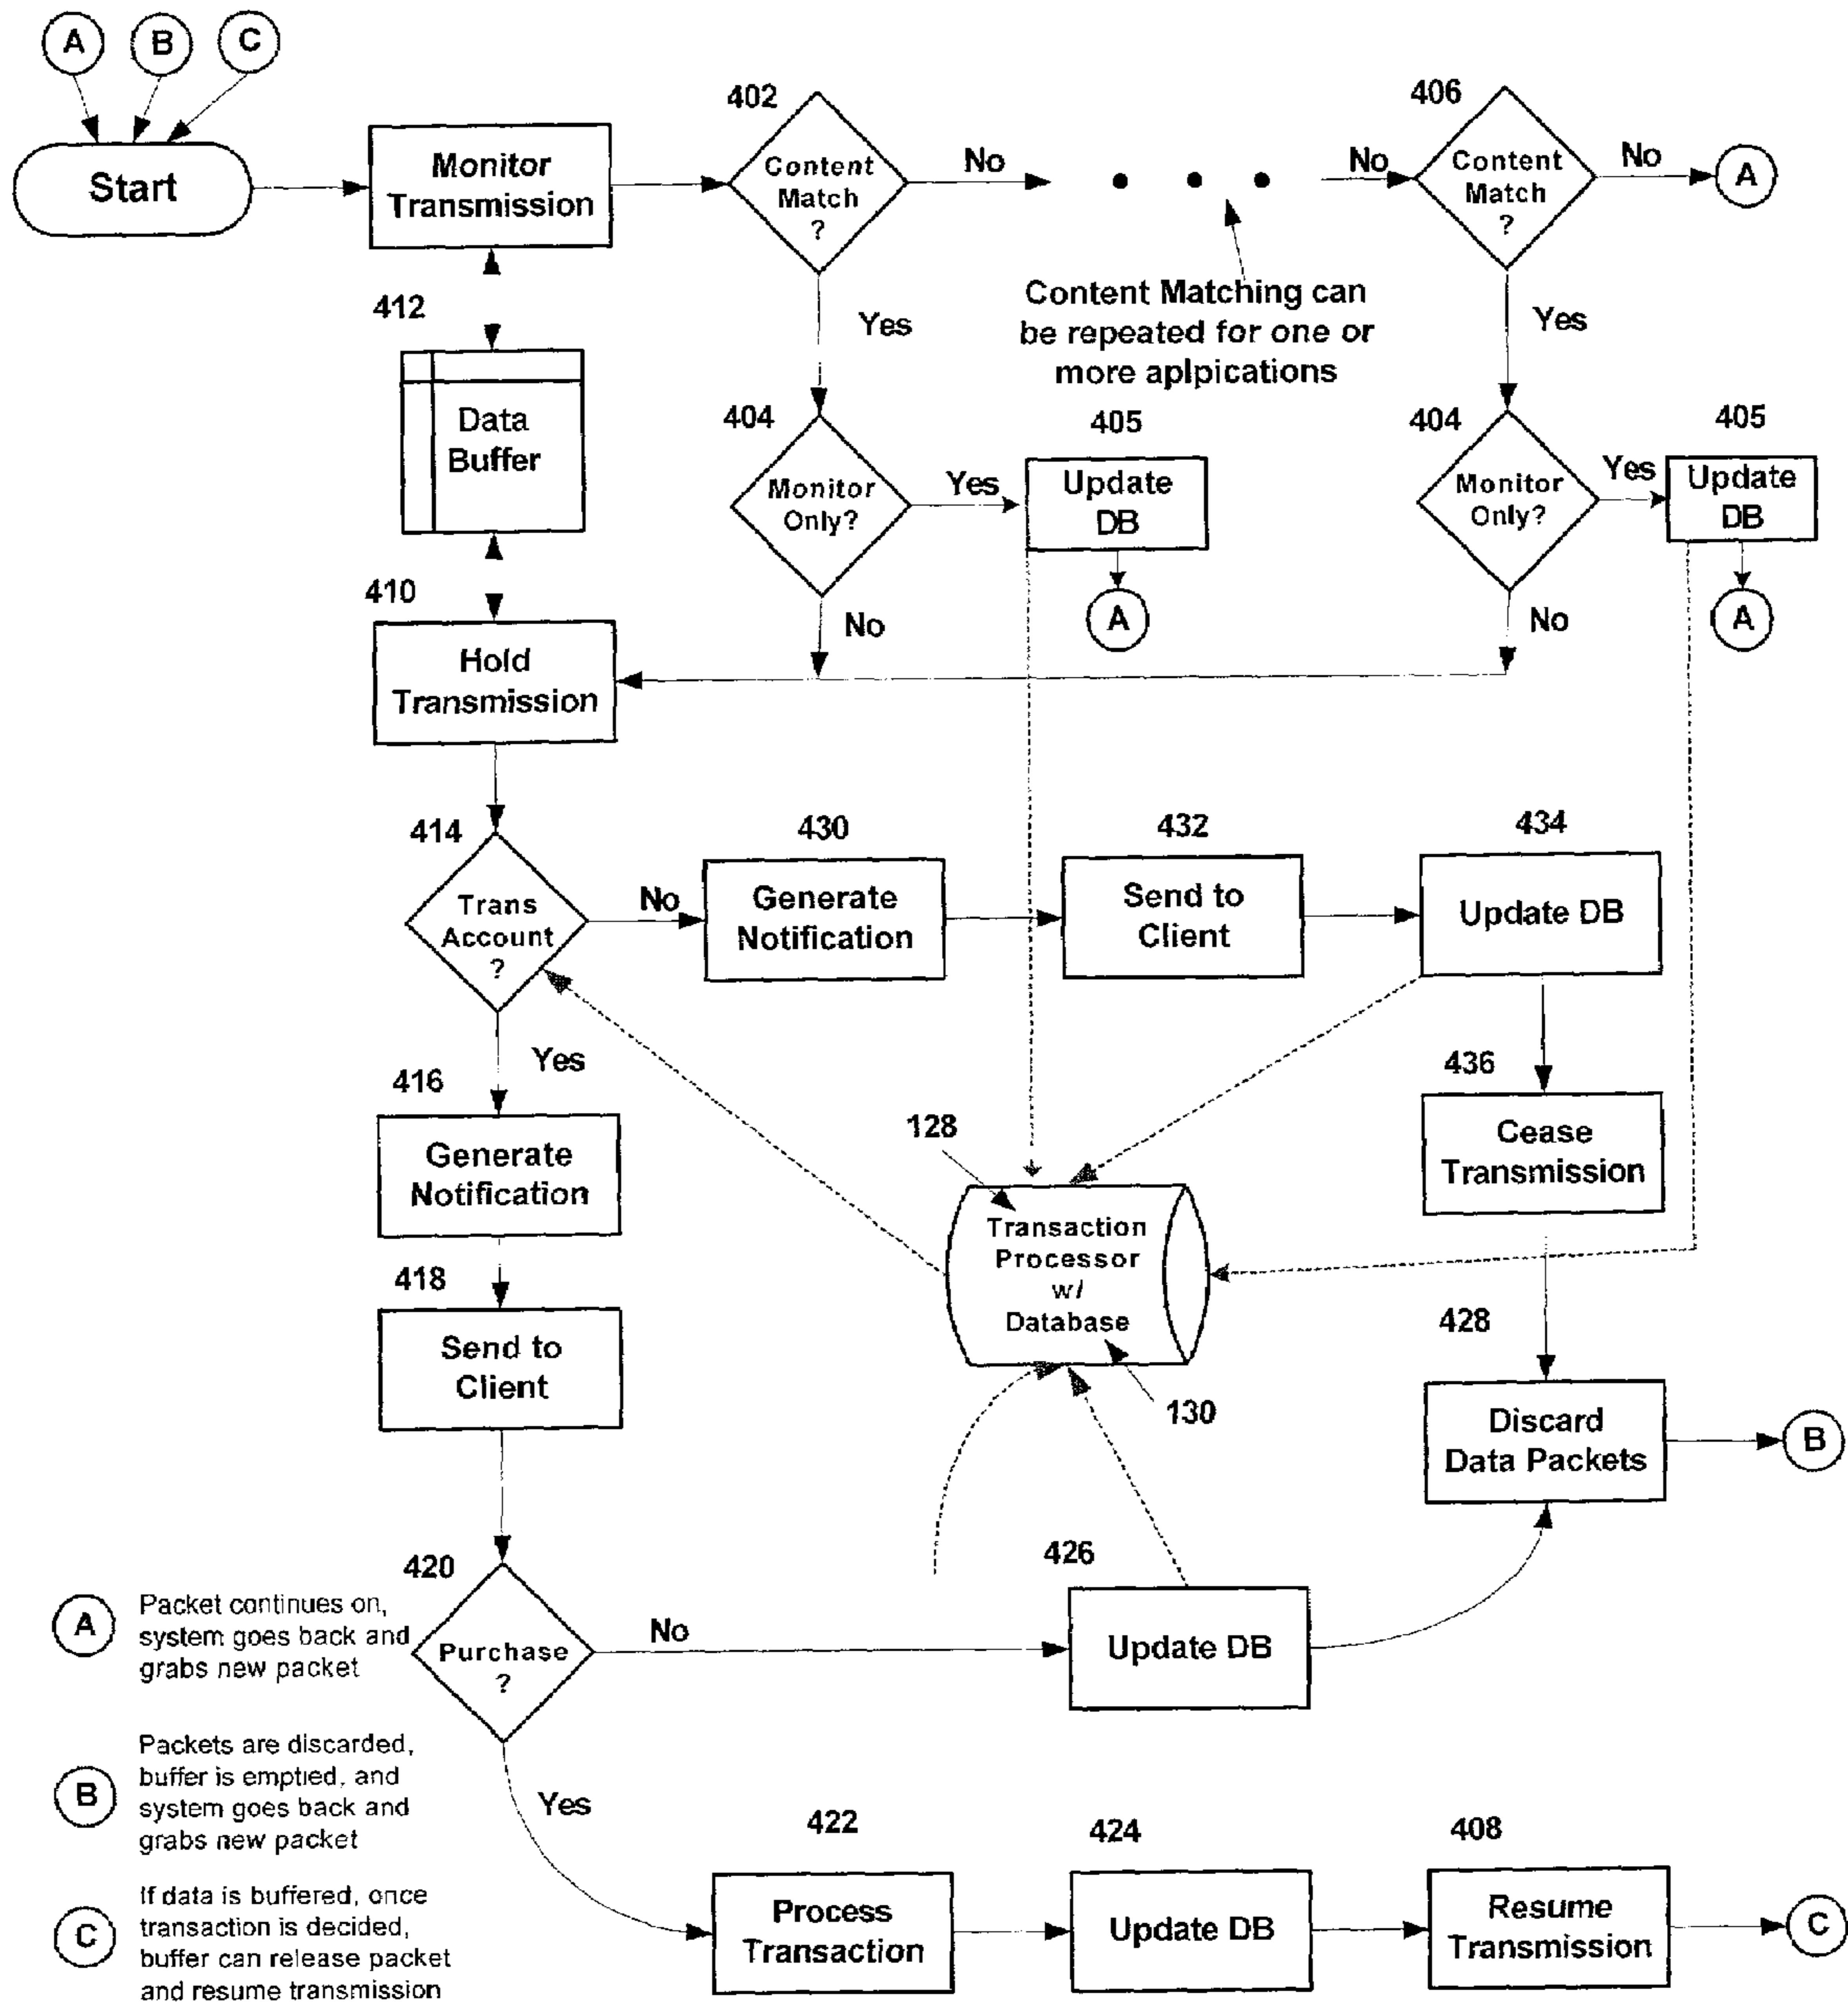 A
B
C
Start
Monitor
Transmission
402
Content
Match
?
No
No
406
Content
Match
?
No
A
412
Yes
Content Matching can
be repeated for one or
more aplpications
Yes
Data
Buffer
404
Monitor
Only?
Yes
405
Update
DB
A
No
404
Monitor
Only?
Yes
405
Update
DB
A
No
410
Hold
Transmission
414
Trans
Account
?
No
430
Generate
Notification
432
Send to
Client
434
Update DB
Yes
416
Generate
Notification
128
Transaction
Processor
w/
Database
130
436
Cease
Transmission
418
Send to
Client
428
Discard
Data Packets
B
420
Purchase
?
No
426
Update DB
A
Packet continues on,
system goes back and
grabs new packet
B
Packets are discarded,
buffer is emptied, and
system goes back and
grabs new packet
C
If data is buffered, once
transaction is decided,
buffer can release packet
and resume transmission
Yes
422
Process
Transaction
424
Update DB
408
Resume
Transmission
C